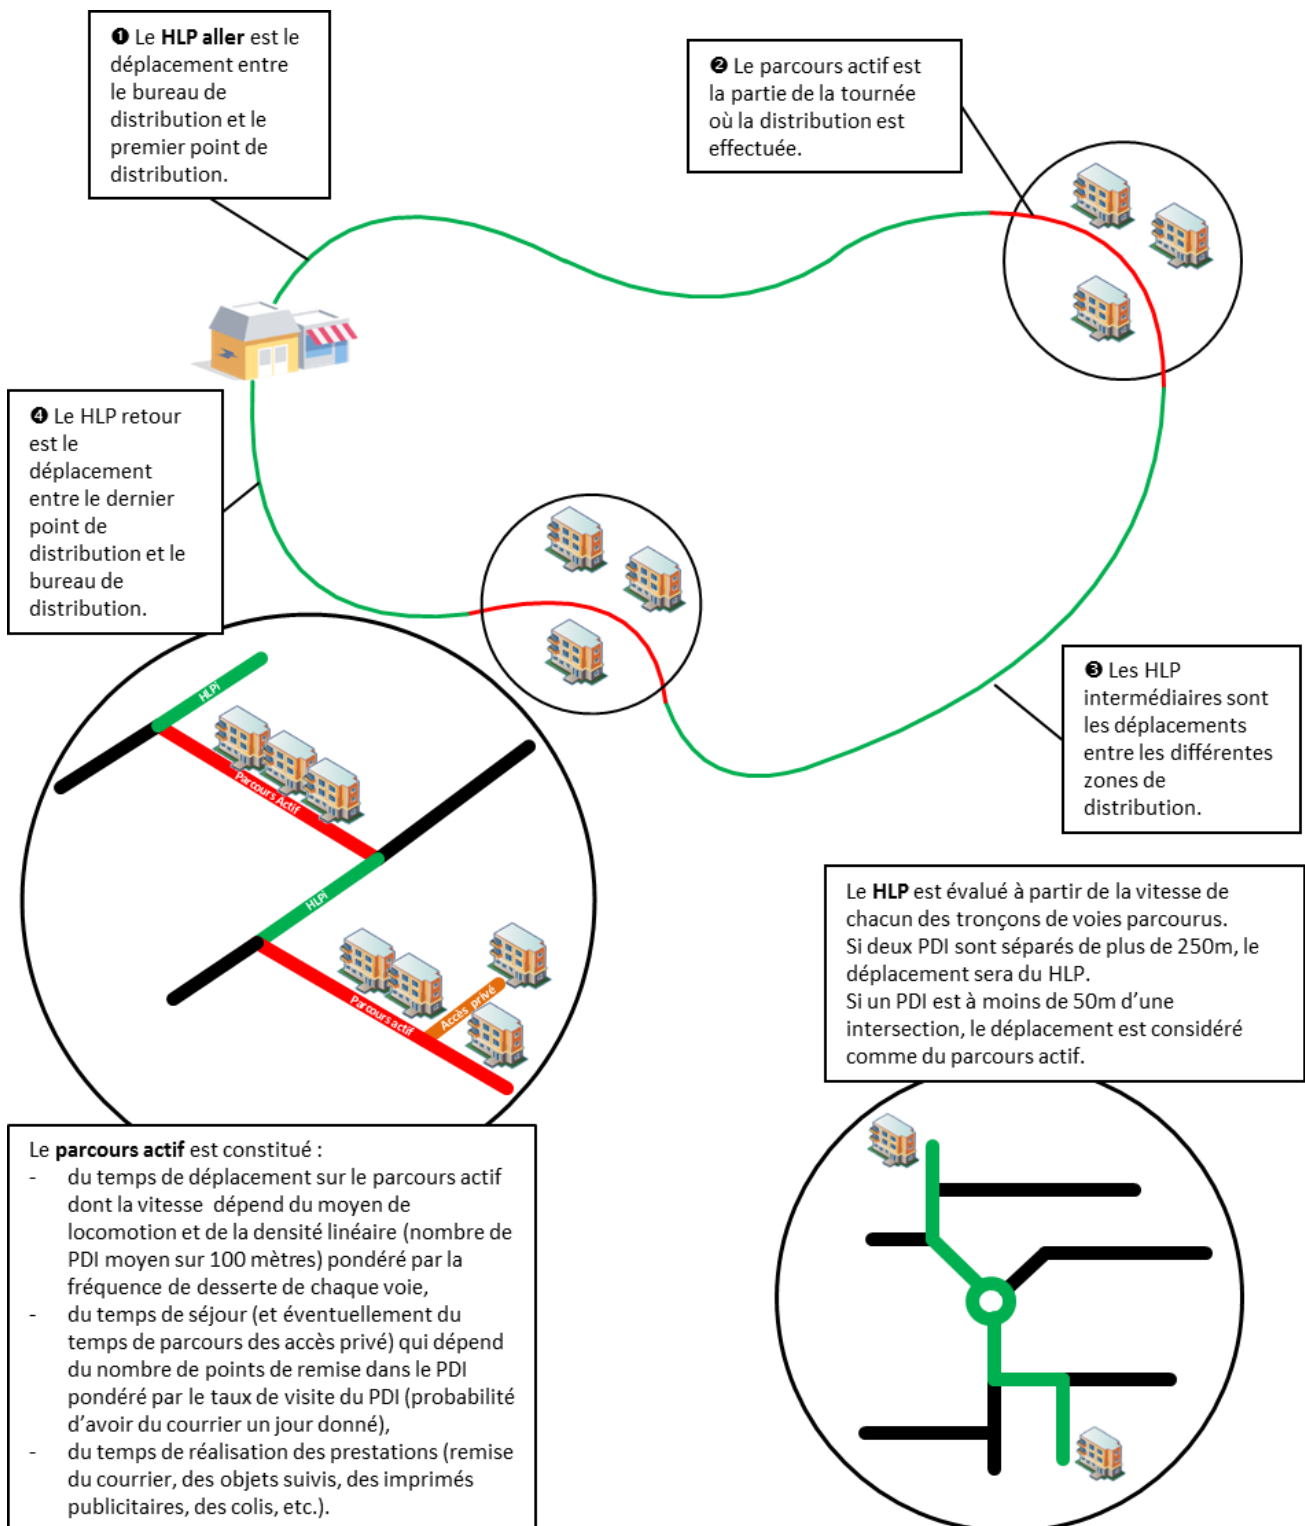 ❶ Le HLP aller est le
déplacement entre
le bureau de
distribution et le
premier point de
distribution.
❷ Le parcours actif est
la partie de la tournée
où la distribution est
effectuée.
❹ Le HLP retour
est le
déplacement
entre le dernier
point de
distribution et le
bureau de
distribution.
❸ Les HLP
intermédiaires sont
les déplacements
entre les différentes
zones de
distribution.
HLPi
Parcours Actif
HLPi
Parcours actif
Accès privé
Le HLP est évalué à partir de la vitesse de
chacun des tronçons de voies parcourus.
Si deux PDI sont séparés de plus de 250m, le
déplacement sera du HLP.
Si un PDI est à moins de 50m d’une
intersection, le déplacement est considéré
comme du parcours actif.
Le parcours actif est constitué :
- du temps de déplacement sur le parcours actif
dont la vitesse dépend du moyen de
locomotion et de la densité linéaire (nombre de
PDI moyen sur 100 mètres) pondéré par la
fréquence de desserte de chaque voie,
- du temps de séjour (et éventuellement du
temps de parcours des accès privé) qui dépend
du nombre de points de remise dans le PDI
pondéré par le taux de visite du PDI (probabilité
d’avoir du courrier un jour donné),
- du temps de réalisation des prestations (remise
du courrier, des objets suivis, des imprimés
publicitaires, des colis, etc.).